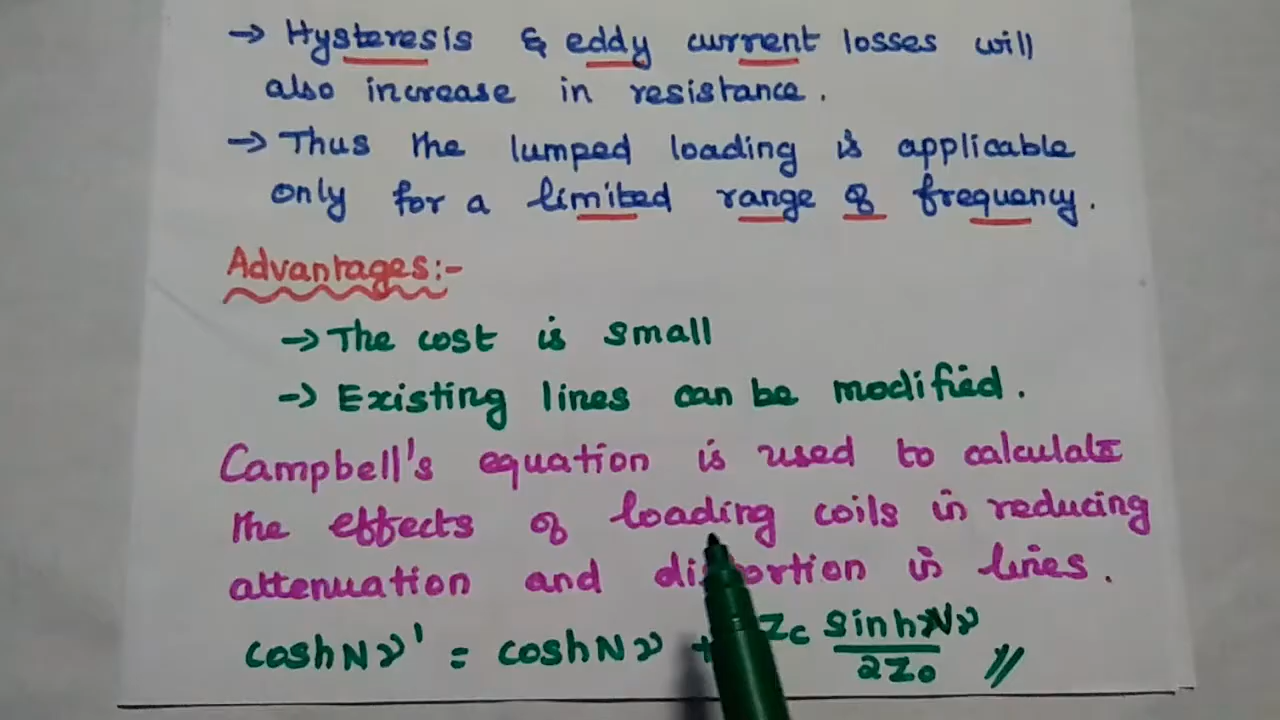 → Hysteresis & eddy current losses will
also increase in resistance.
→ Thus the lumped loading is applicable
only for a limited range of frequency.
Advantages:-
→ The cost is small
→ Existing lines can be modified.
Campbell's equation is used to calculate
the effects of loading coils in reducing
attenuation and distortion in lines.
coshNγ' = coshNγ + Zc sinhNγ
2Z0 //